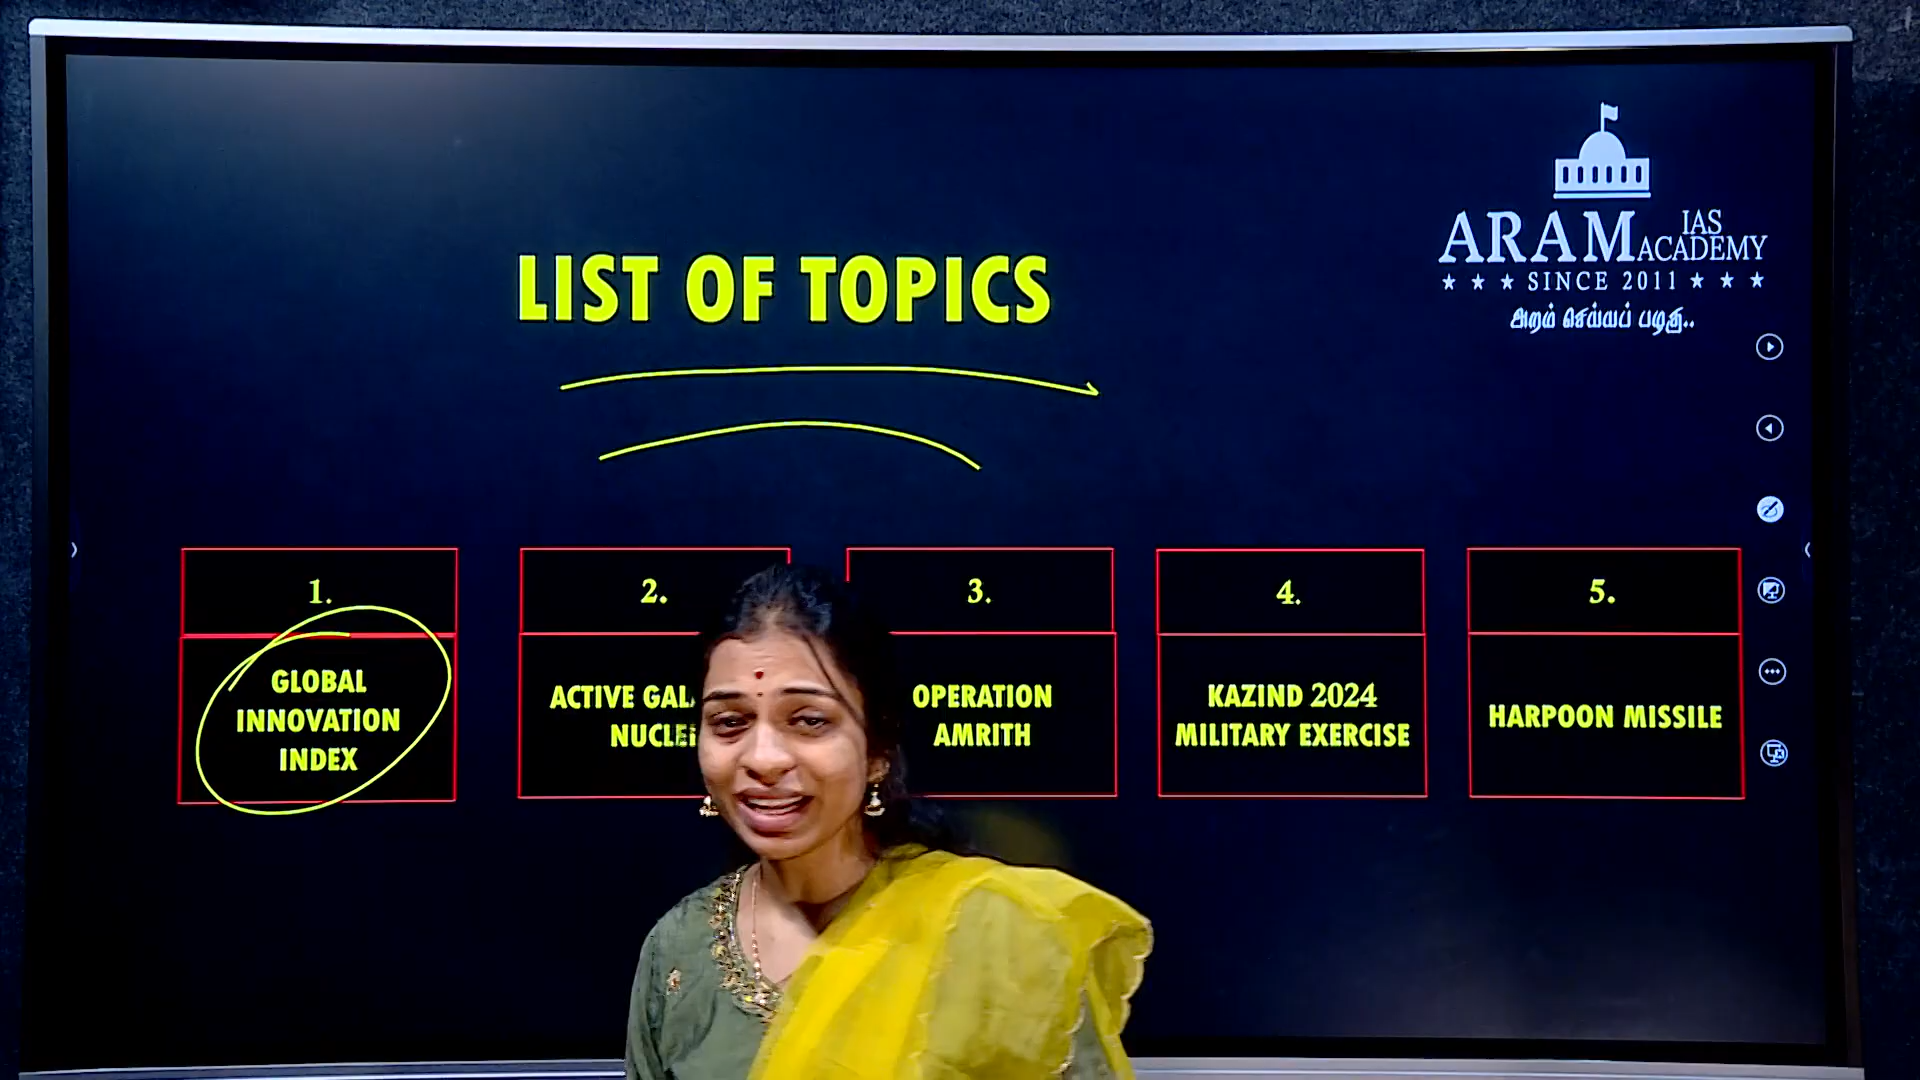 ARAM IAS
ACADEMY
★ ★ ★ SINCE 2011 ★ ★ ★
அறம் செய்யப் பழகு..
LIST OF TOPICS
1.
GLOBAL
INNOVATION
INDEX
2.
ACTIVE
3.
OPERATION
AMRITH
4.
KAZIND 2024
MILITARY EXERCISE
5.
HARPOON MISSILE